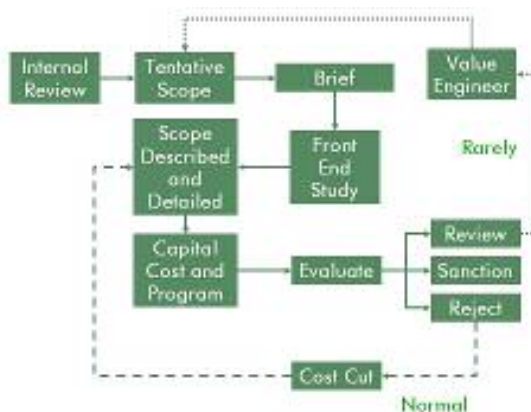 Internal
Review
Tentative
Scope
Brief
Value
Engineer
Rarely
Scope
Described
and
Detailed
Front
End
Study
Capital
Cost and
Program
Evaluate
Review
Sanction
Reject
Cost Cut
Normal